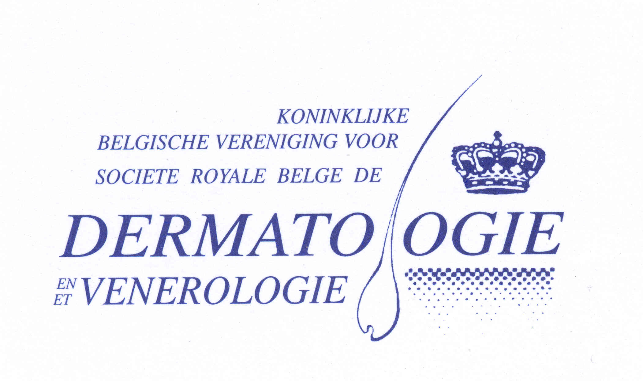 KONINKLIJKE
BELGISCHE VERENIGING VOOR
SOCIETE ROYALE BELGE DE
DERMATOLOGIE
EN
ET VENEROLOGIE